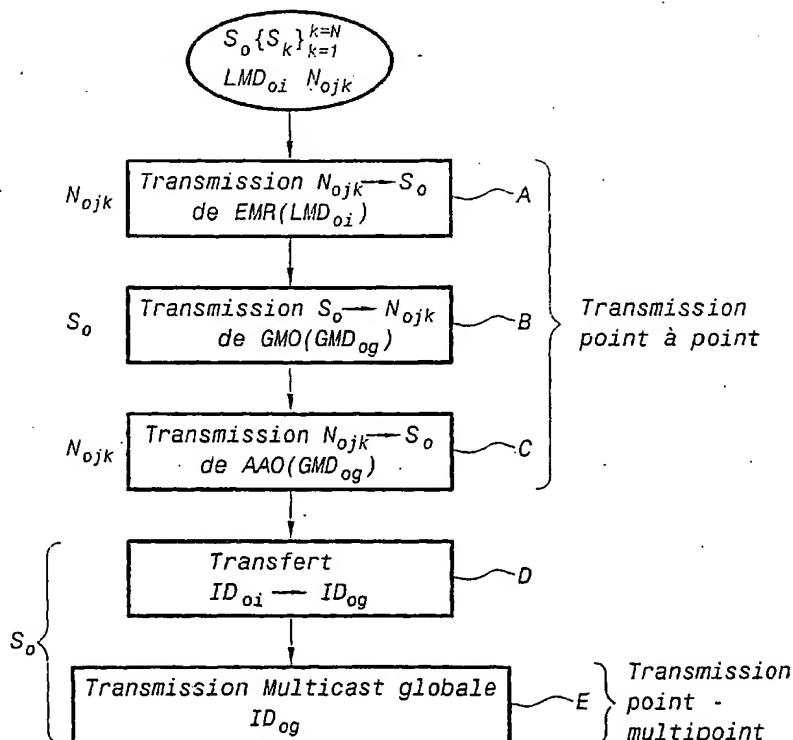 S_o{S_k}_{k=1}^{k=N}
LMD_oi N_ojk
N_ojk
Transmission N_ojk → S_o
de EMR(LMD_oi)
A
S_o
Transmission S_o → N_ojk
de GMO(GMD_og)
B
Transmission
point à point
N_ojk
Transmission N_ojk → S_o
de AAO(GMD_og)
C
Transfert
ID_oi — ID_og
D
S_o
Transmission Multicast globale
ID_og
E
Transmission
point -
multipoint